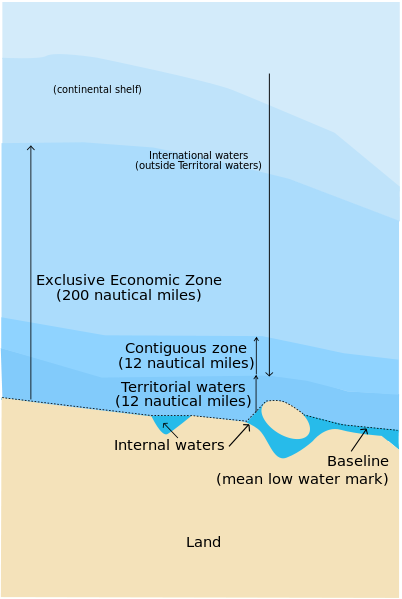 (continental shelf)
International waters
(outside Territoral waters)
Exclusive Economic Zone
(200 nautical miles)
Contiguous zone
(12 nautical miles)
Territorial waters
(12 nautical miles)
Internal waters
Baseline
(mean low water mark)
Land